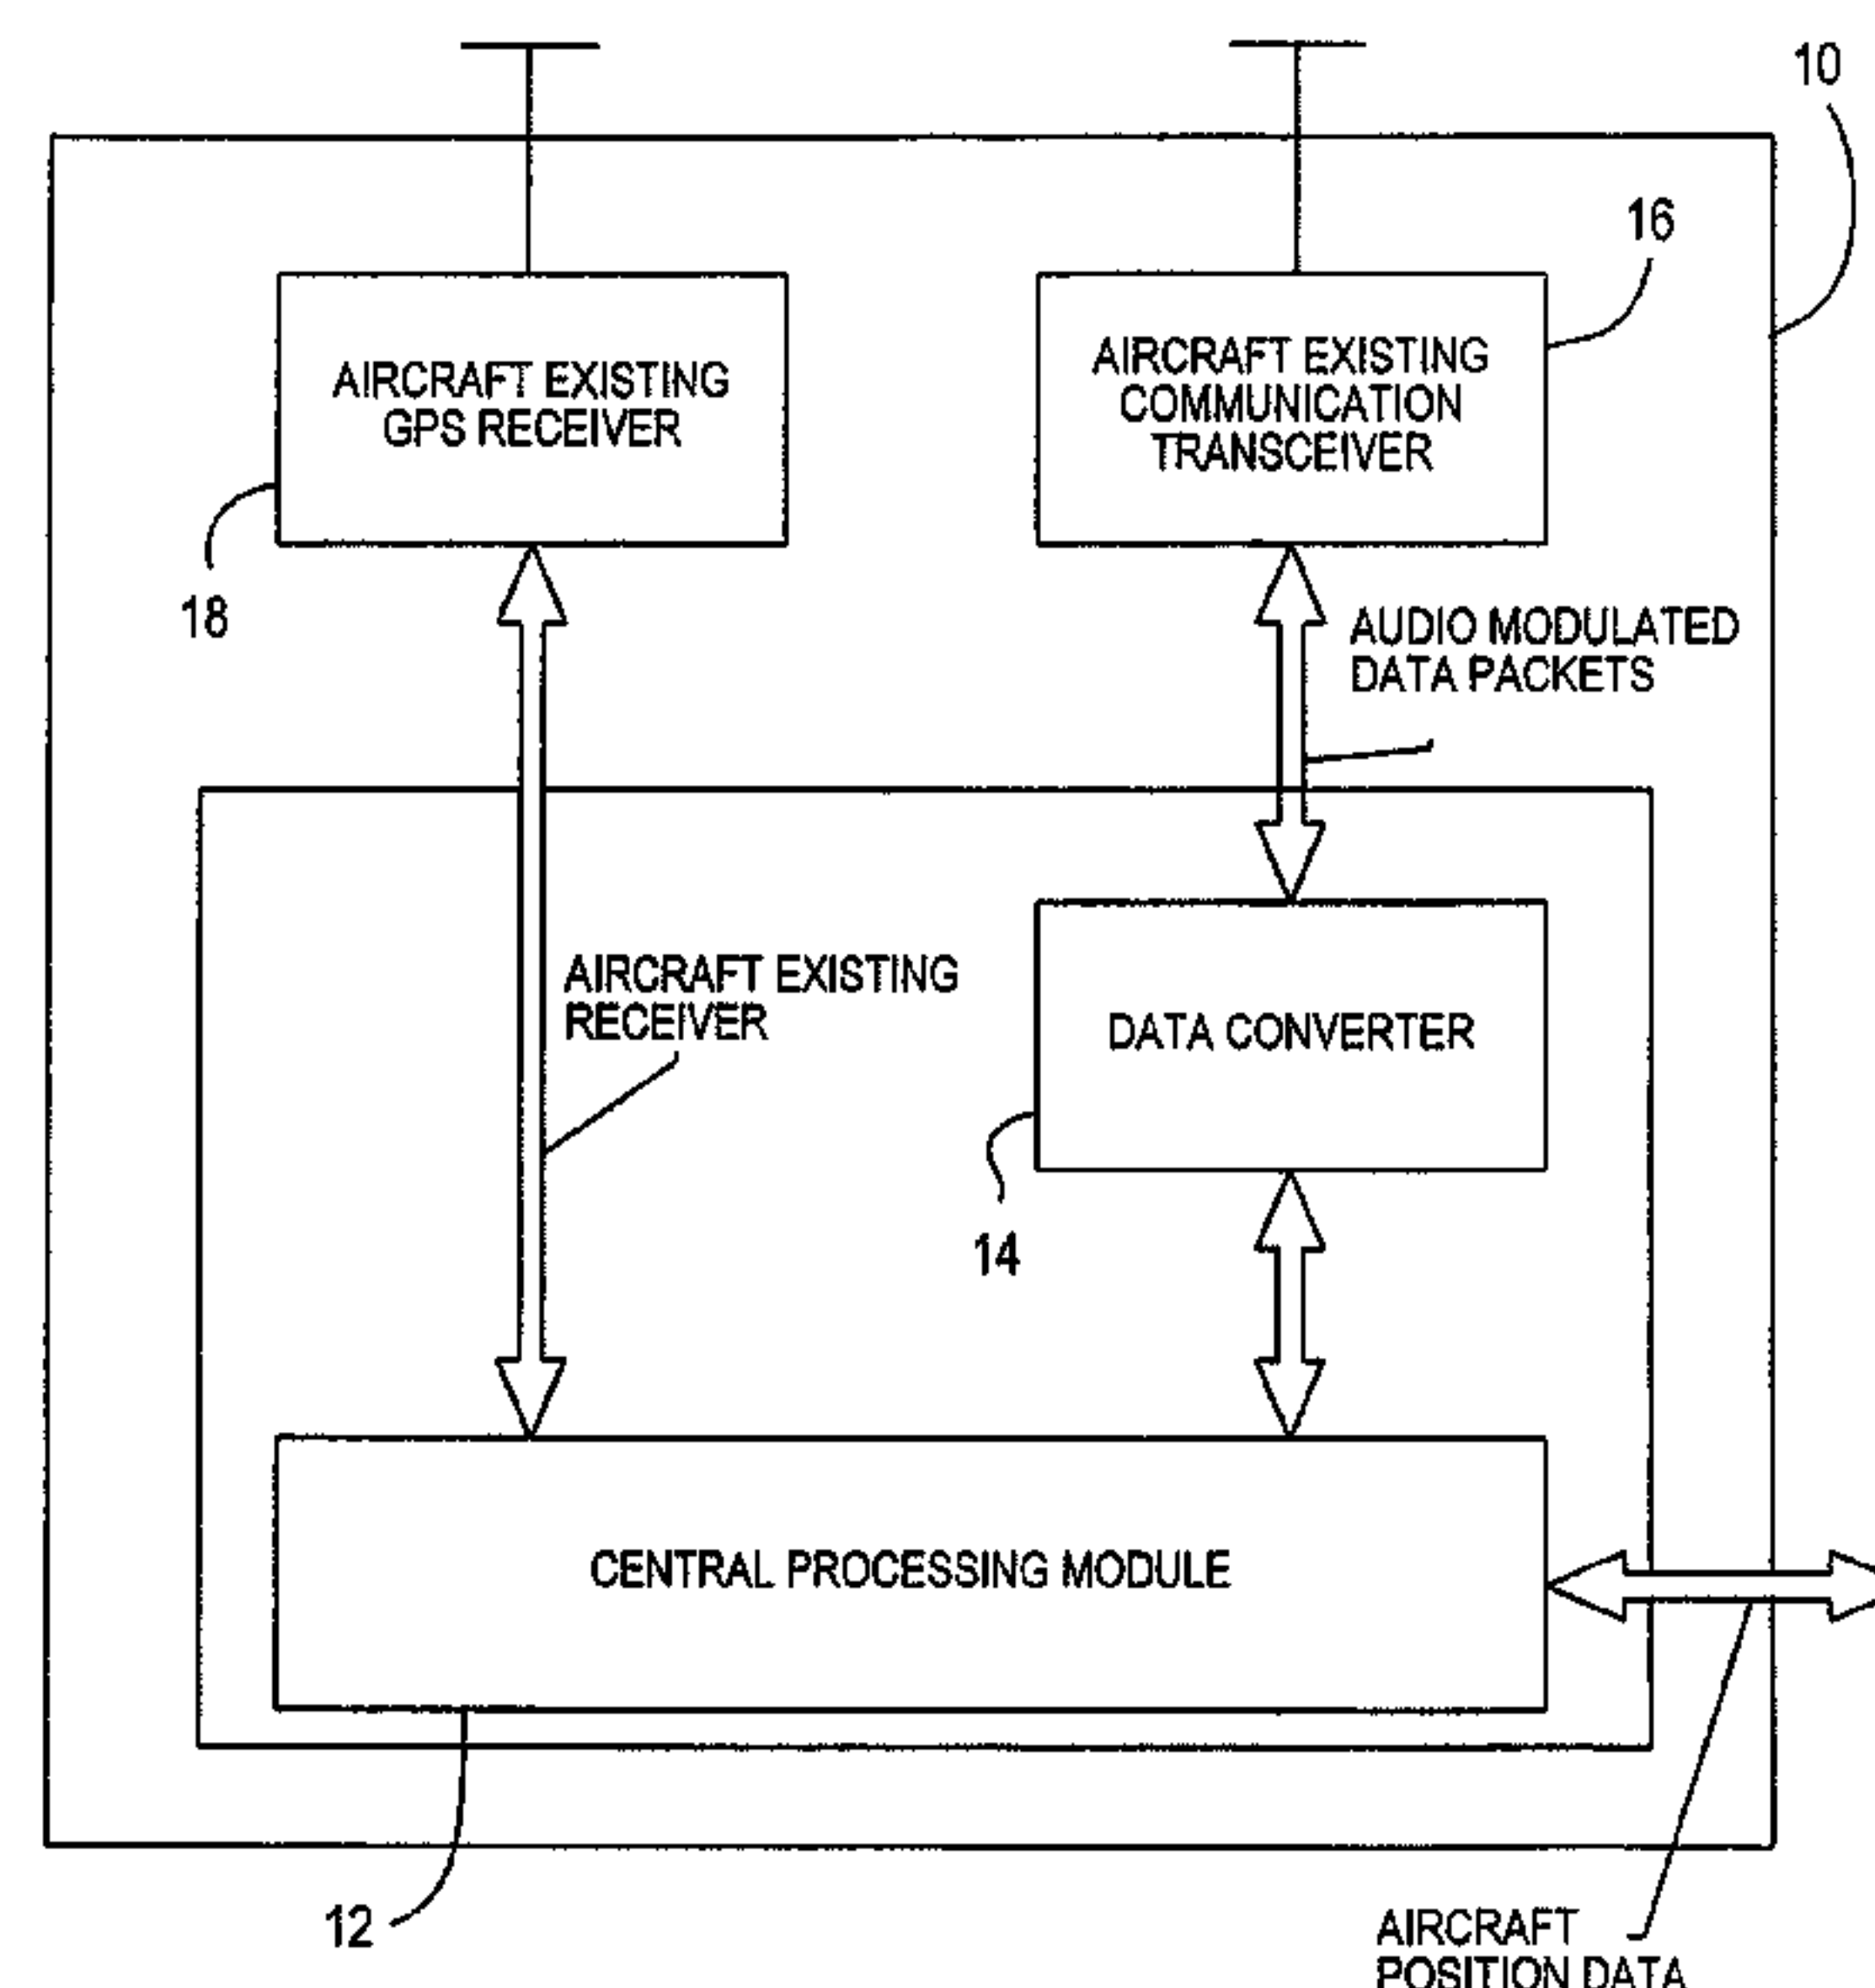 10
16
AIRCRAFT EXISTING
GPS RECEIVER
AIRCRAFT EXISTING
COMMUNICATION
TRANSCEIVER
18
AUDIO MODULATED
DATA PACKETS
AIRCRAFT EXISTING
RECEIVER
DATA CONVERTER
14
CENTRAL PROCESSING MODULE
12
AIRCRAFT
POSITION DATA